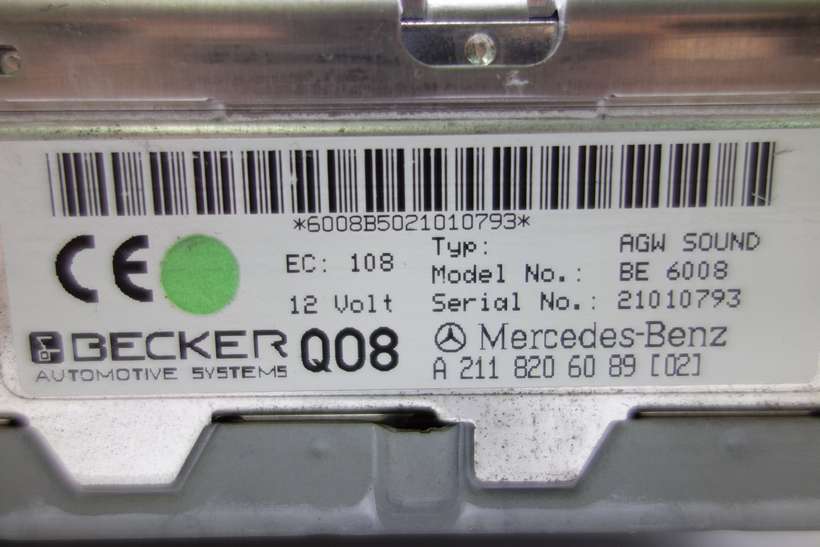 *6008B5021010793*
CE
EC: 108
12 Volt
Typ: AGW SOUND
Model No.: BE 6008
Serial No.: 21010793
BECKER
AUTOMOTIVE SYSTEMS
Q08
Mercedes-Benz
A 211 820 60 89 [02]